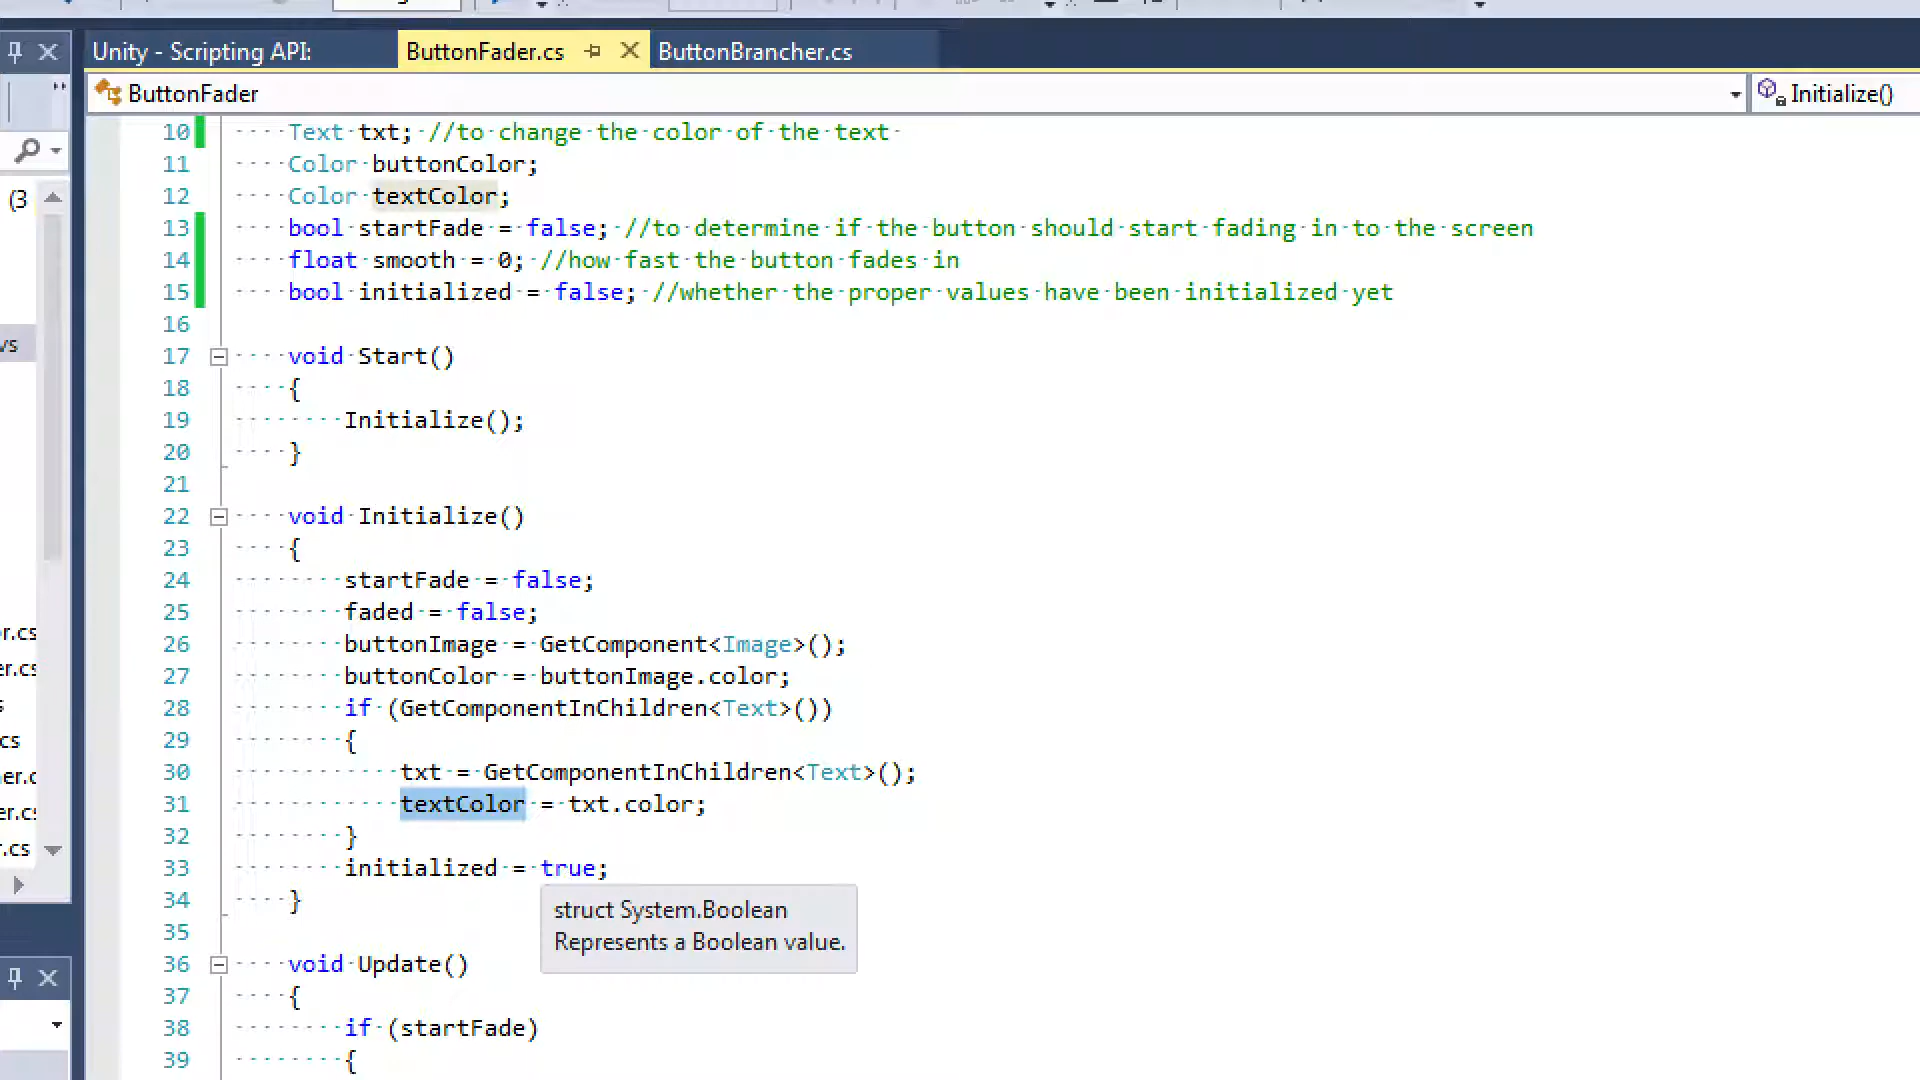 Unity - Scripting API:
ButtonFader.cs
ButtonBrancher.cs
ButtonFader
Initialize()
10 Text txt; //to change the color of the text
11 Color buttonColor;
12 Color textColor;
13 bool startFade = false; //to determine if the button should start fading in to the screen
14 float smooth = 0; //how fast the button fades in
15 bool initialized = false; //whether the proper values have been initialized yet
16
17 void Start()
18 {
19 Initialize();
20 }
21
22 void Initialize()
23 {
24 startFade = false;
25 faded = false;
26 buttonImage = GetComponent<Image>();
27 buttonColor = buttonImage.color;
28 if (GetComponentInChildren<Text>())
29 {
30 txt = GetComponentInChildren<Text>();
31 textColor = txt.color;
32 }
33 initialized = true;
34 }
35
36 void Update()
37 {
38 if (startFade)
39 {
struct System.Boolean
Represents a Boolean value.
(3
r.cs
er.cs
cs
r.cs